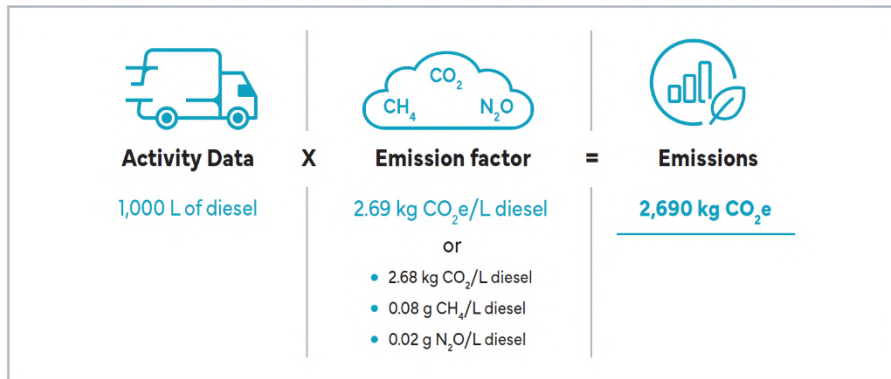 CO₂
CH₄ N₂O
Activity Data X Emission factor = Emissions
1,000 L of diesel 2.69 kg CO₂e/L diesel 2,690 kg CO₂e
or
• 2.68 kg CO₂/L diesel
• 0.08 g CH₄/L diesel
• 0.02 g N₂O/L diesel